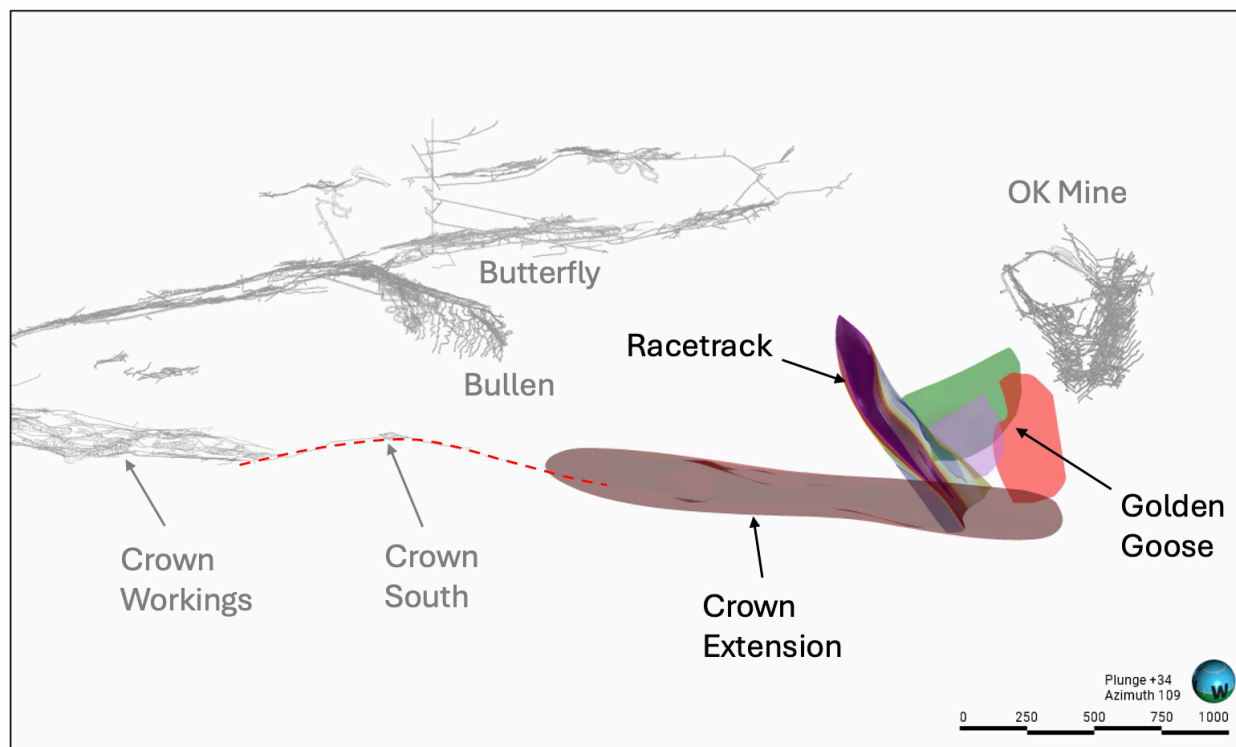 OK Mine
Butterfly
Racetrack
Bullen
Golden
Goose
Crown
Workings
Crown
South
Crown
Extension
Plunge +34
Azimuth 109
W
0 250 500 750 1000